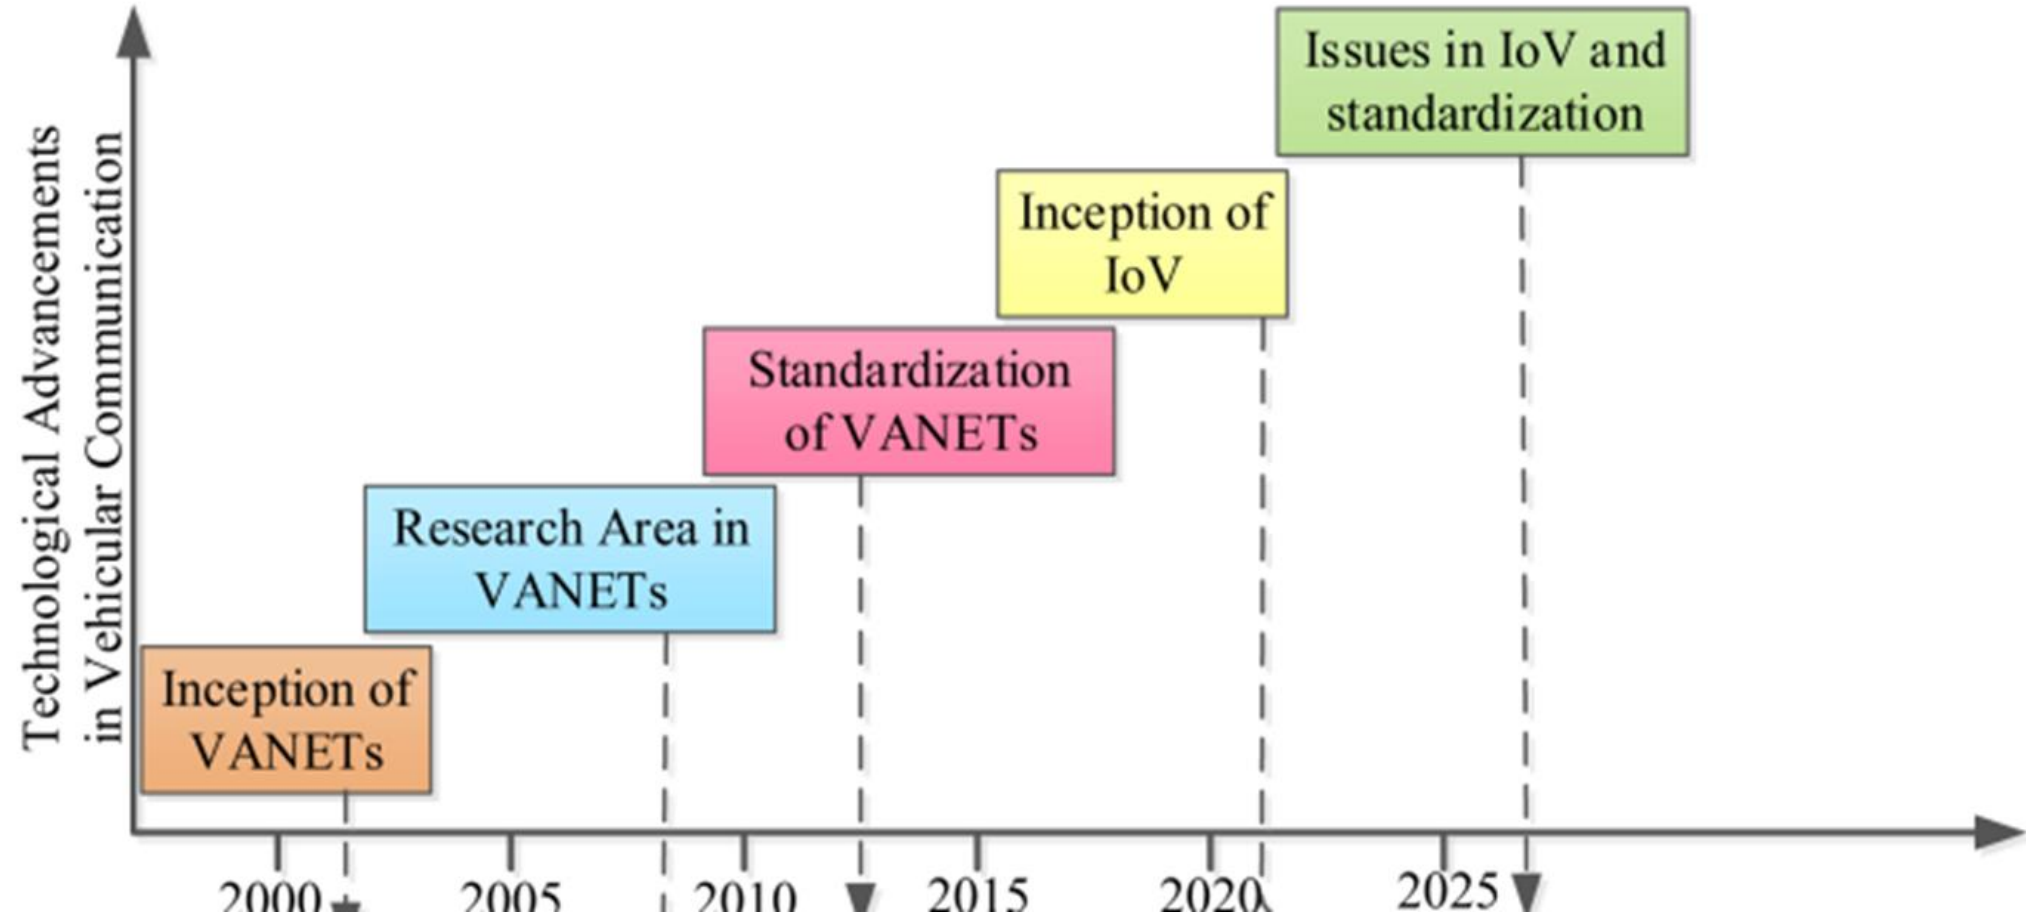 Technological Advancements
in Vehicular Communication
Issues in IoV and
standardization
Inception of
IoV
Standardization
of VANETs
Research Area in
VANETs
Inception of
VANETs
2000 2005 2010 2015 2020 2025